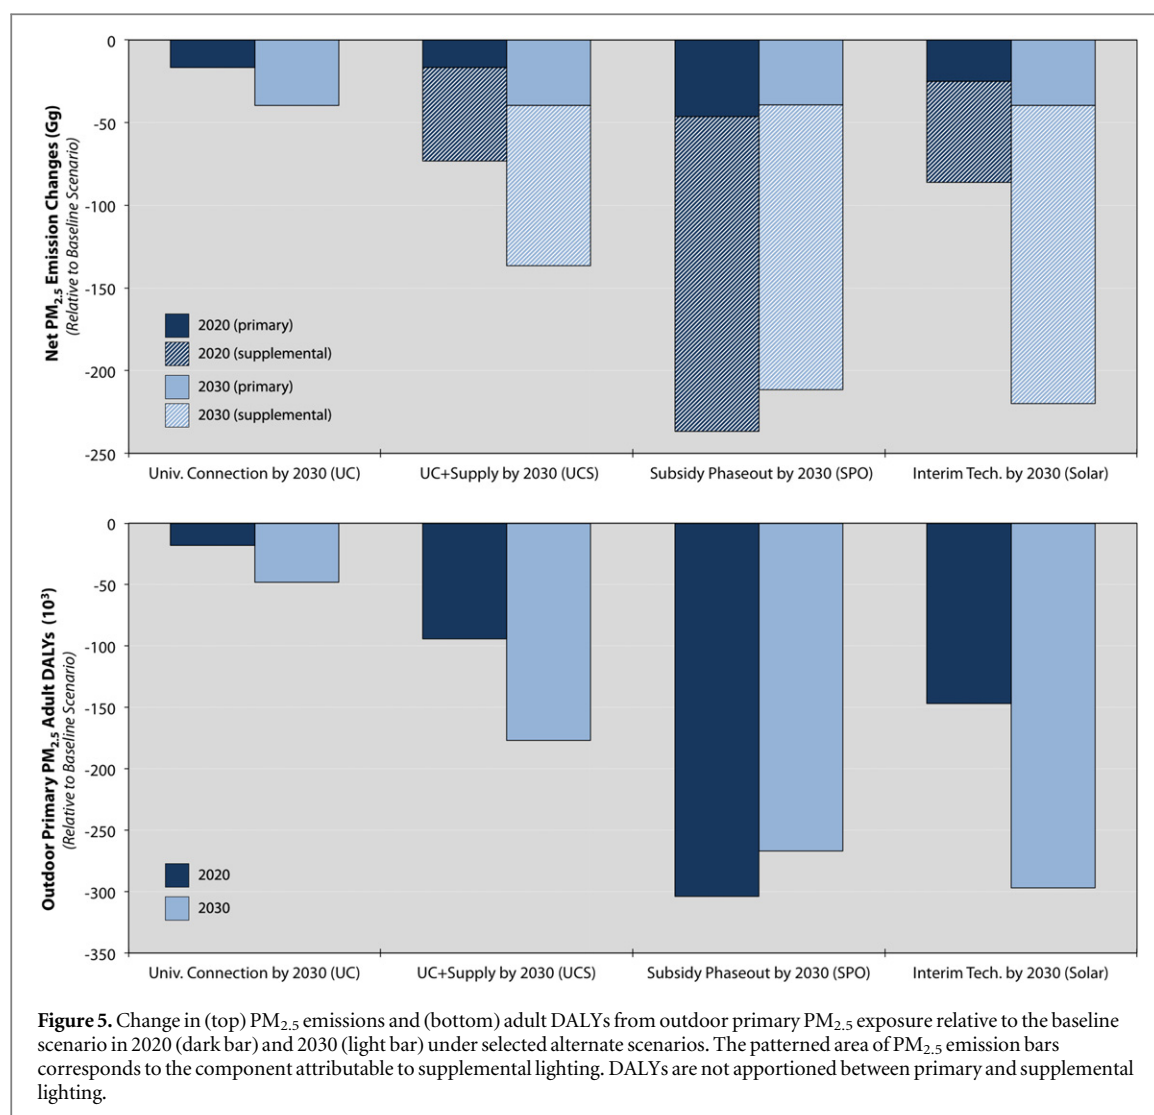 0
-50
-100
-150
-200
-250
Net PM2.5 Emission Changes (Gg)
(Relative to Baseline Scenario)
2020 (primary)
2020 (supplemental)
2030 (primary)
2030 (supplemental)
Univ. Connection by 2030 (UC) UC+Supply by 2030 (UCS) Subsidy Phaseout by 2030 (SPO) Interim Tech. by 2030 (Solar)
0
-50
-100
-150
-200
-250
-300
-350
Outdoor Primary PM2.5 Adult DALYs (10³)
(Relative to Baseline Scenario)
2020
2030
Univ. Connection by 2030 (UC) UC+Supply by 2030 (UCS) Subsidy Phaseout by 2030 (SPO) Interim Tech. by 2030 (Solar)
Figure 5. Change in (top) PM2.5 emissions and (bottom) adult DALYs from outdoor primary PM2.5 exposure relative to the baseline
scenario in 2020 (dark bar) and 2030 (light bar) under selected alternate scenarios. The patterned area of PM2.5 emission bars
corresponds to the component attributable to supplemental lighting. DALYs are not apportioned between primary and supplemental
lighting.